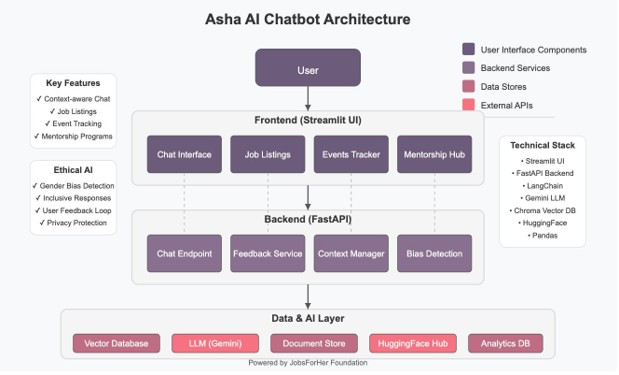 Asha AI Chatbot Architecture
User
User Interface Components
Backend Services
Data Stores
External APIs
Key Features
✓ Context-aware Chat
✓ Job Listings
✓ Event Tracking
✓ Mentorship Programs
Ethical AI
✓ Gender Bias Detection
✓ Inclusive Responses
✓ User Feedback Loop
✓ Privacy Protection
Frontend (Streamlit UI)
Chat Interface
Job Listings
Events Tracker
Mentorship Hub
Technical Stack
• Streamlit UI
• FastAPI Backend
• LangChain
• Gemini LLM
• Chroma Vector DB
• HuggingFace
• Pandas
Backend (FastAPI)
Chat Endpoint
Feedback Service
Context Manager
Bias Detection
Data & AI Layer
Vector Database
LLM (Gemini)
Document Store
HuggingFace Hub
Analytics DB
Powered by JobsForHer Foundation